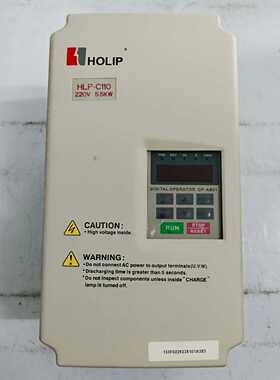 HOLIP
HLP-C110
220V 5.5KW
DIGITAL OPERATOR OP-AB01
RUN
STOP
RESET
CAUTION:
High voltage inside.
WARNING:
Do not connect AC power to output terminals(U.V.W).
Discharging time is greater than 5 seconds.
Do not inspect components unless inside "CHARGE"
lamp is turned off.